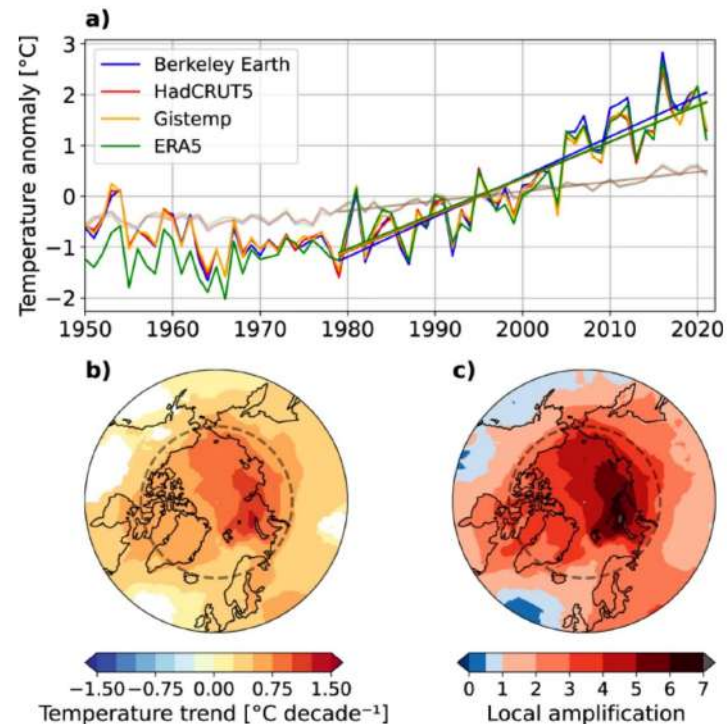 a)
Temperature anomaly [°C]
3
2
1
0
−1
−2
Berkeley Earth
HadCRUT5
Gistemp
ERA5
1950 1960 1970 1980 1990 2000 2010 2020
b)
c)
−1.50 −0.75 0.00 0.75 1.50
Temperature trend [°C decade⁻¹]
0 1 2 3 4 5 6 7
Local amplification